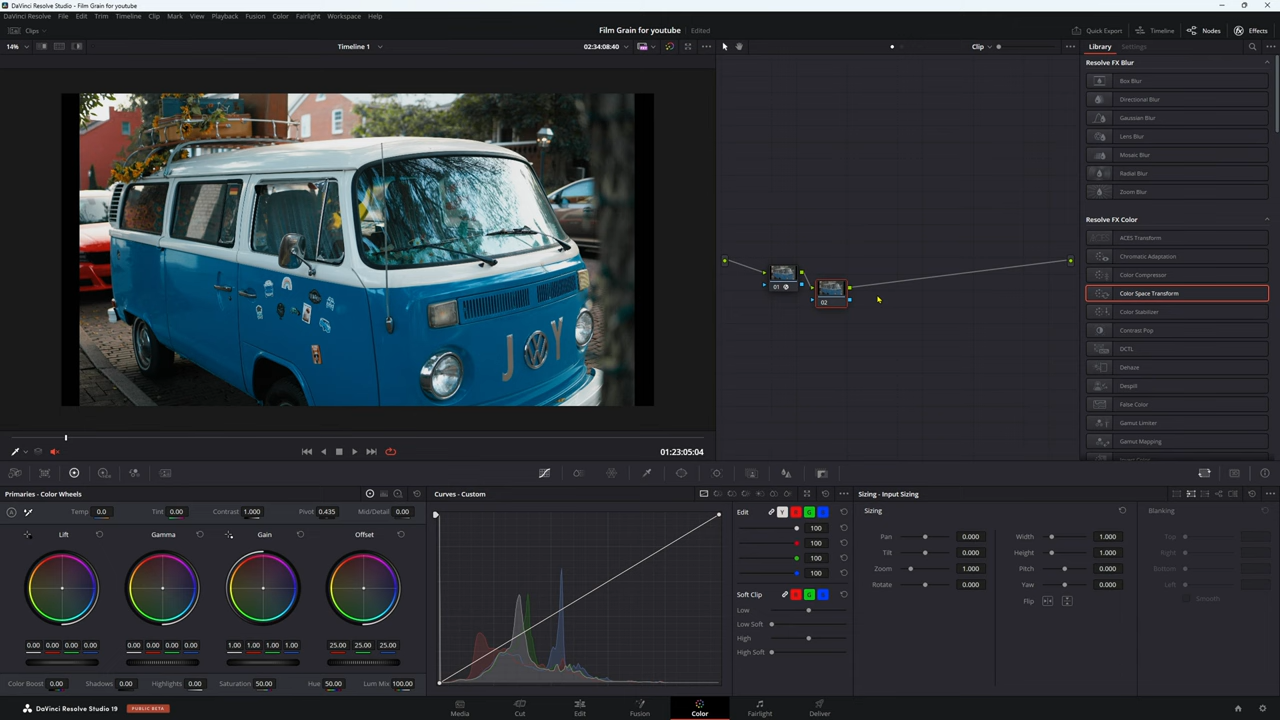 DaVinci Resolve Studio - Film Grain for youtube
DaVinci Resolve File Edit Trim Timeline Clip Mark View Playback Fusion Color Fairlight Workspace Help
Clips
Film Grain for youtube Edited
Quick Export Timeline Nodes Effects
14% Timeline 1 02:34:08:40 Clip Library Settings
Resolve FX Blur
Box Blur
Directional Blur
Gaussian Blur
Lens Blur
Mosaic Blur
Radial Blur
Zoom Blur
Resolve FX Color
ACES Transform
Chromatic Adaptation
Color Compressor
Color Space Transform
Color Stabilizer
Contrast Pop
DCTL
Dehaze
Despill
False Color
Gamut Limiter
Gamut Mapping
01
02
J O Y
01:23:05:04
Primaries - Color Wheels
Temp 0.0 Tint 0.00 Contrast 1.000 Pivot 0.435 Mid/Detail 0.00
Lift Gamma Gain Offset
0.00 0.00 0.00 0.00 0.00 0.00 0.00 0.00 1.00 1.00 1.00 1.00 25.00 25.00 25.00
Color Boost 0.00 Shadows 0.00 Highlights 0.00 Saturation 50.00 Hue 50.00 Lum Mix 100.00
Curves - Custom
Edit Y R G B
100
100
100
100
Soft Clip R G B
Low
Low Soft
High
High Soft
Sizing - Input Sizing
Sizing
Pan 0.000 Width 1.000
Tilt 0.000 Height 1.000
Zoom 1.000 Pitch 0.000
Rotate 0.000 Yaw 0.000
Flip
Blanking
Top
Right
Bottom
Left
Smooth
DaVinci Resolve Studio 19 PUBLIC BETA
Media Cut Edit Fusion Color Fairlight Deliver